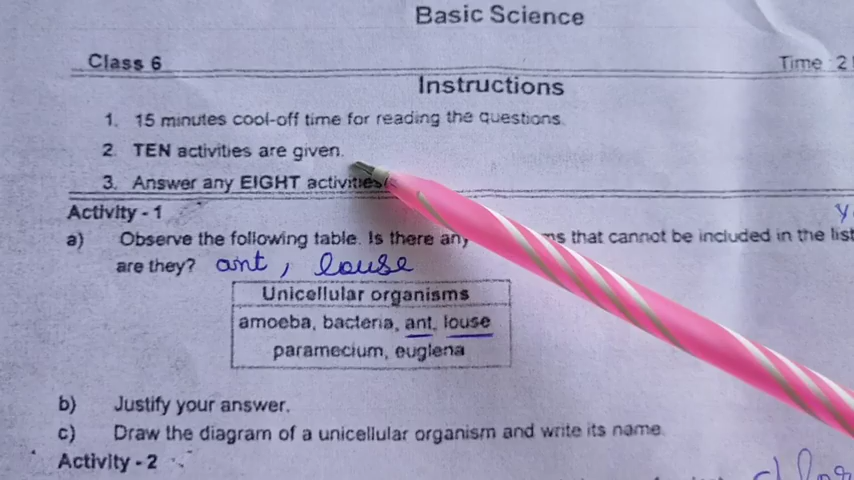 Basic Science
Class 6
Time : 2
Instructions
1. 15 minutes cool-off time for reading the questions.
2. TEN activities are given.
3. Answer any EIGHT activities
Activity - 1
a) Observe the following table. Is there any that cannot be included in the list
are they? ant, louse
Unicellular organisms
amoeba, bacteria, ant, louse
paramecium, euglena
b) Justify your answer.
c) Draw the diagram of a unicellular organism and write its name.
Activity - 2